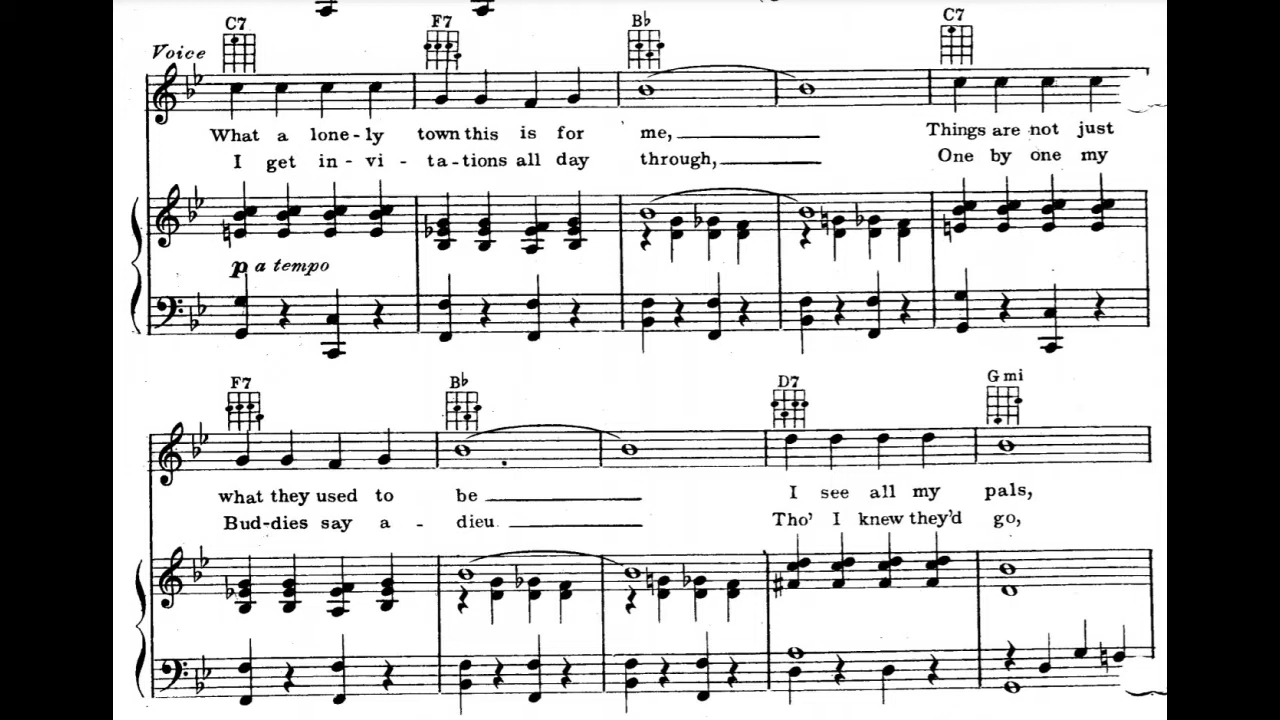 C7 F7 B♭ C7
Voice
What a lone-ly town this is for me, Things are not just
I get in - vi - ta-tions all day through, One by one my
p a tempo
F7 B♭ D7 G mi
what they used to be I see all my pals,
Bud-dies say a - dieu. Tho' I knew they'd go,